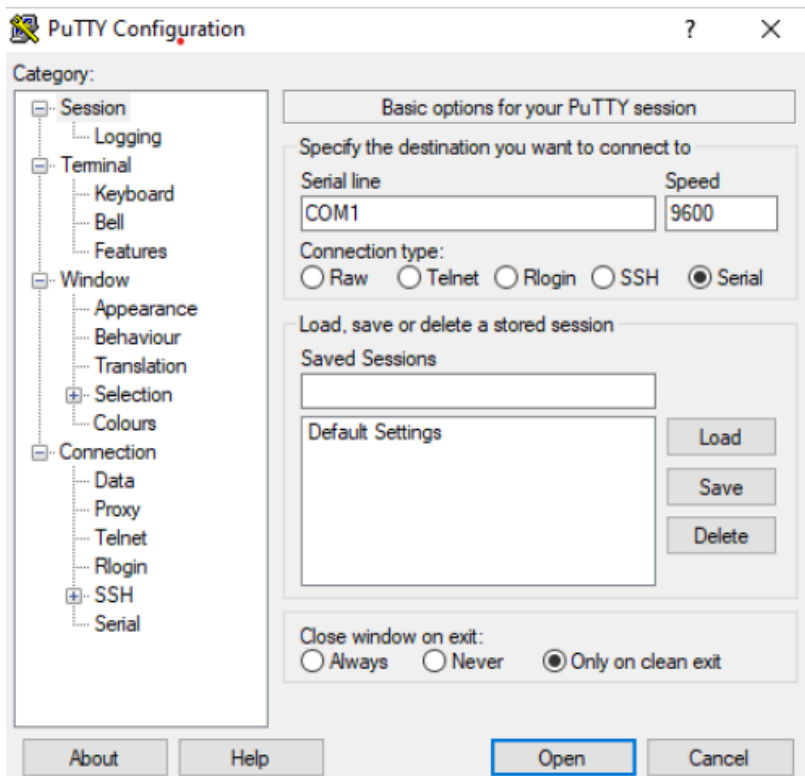 PuTTY Configuration
?
Category:
Session
Logging
Terminal
Keyboard
Bell
Features
Window
Appearance
Behaviour
Translation
Selection
Colours
Connection
Data
Proxy
Telnet
Rlogin
SSH
Serial
Basic options for your PuTTY session
Specify the destination you want to connect to
Serial line Speed
COM1 9600
Connection type:
Raw Telnet Rlogin SSH Serial
Load, save or delete a stored session
Saved Sessions
Default Settings
Load
Save
Delete
Close window on exit:
Always Never Only on clean exit
About Help Open Cancel